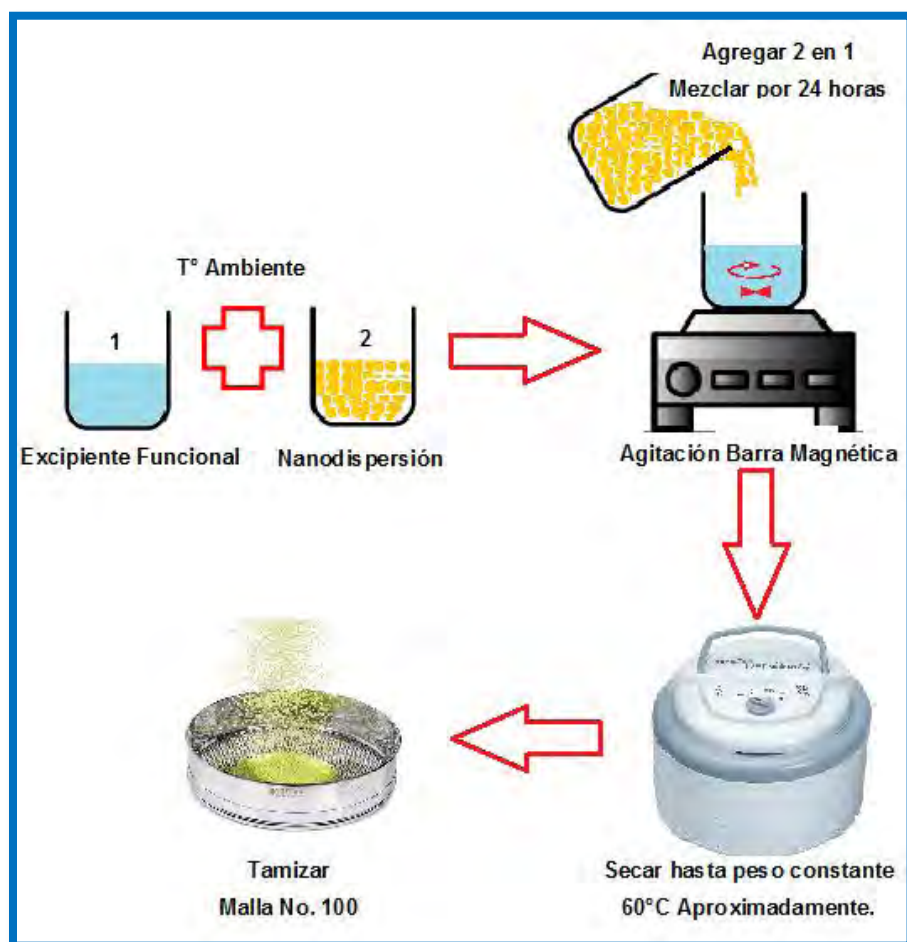 Agregar 2 en 1
Mezclar por 24 horas
T° Ambiente
1
2
Excipiente Funcional
Nanodispersión
Agitación Barra Magnética
Tamizar
Malla No. 100
Secar hasta peso constante
60°C Aproximadamente.